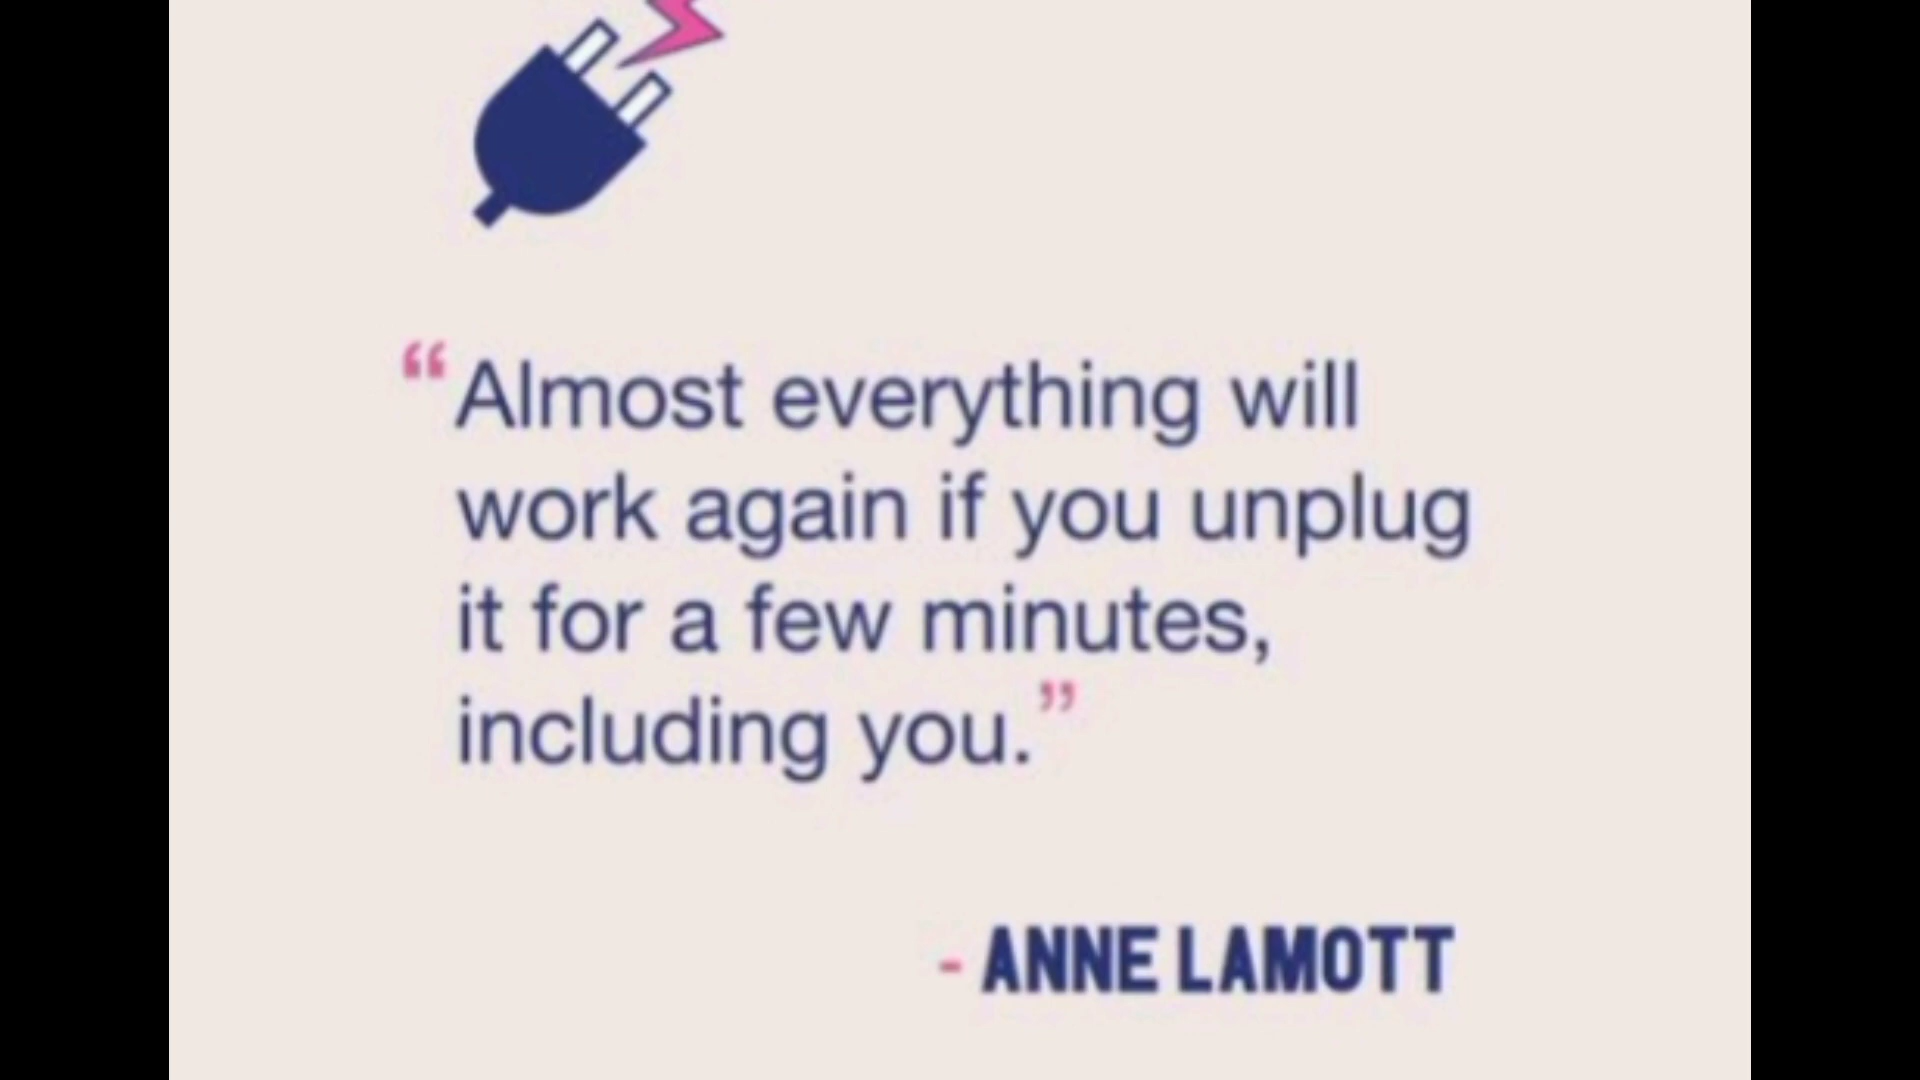 “Almost everything will
work again if you unplug
it for a few minutes,
including you.”
- ANNE LAMOTT